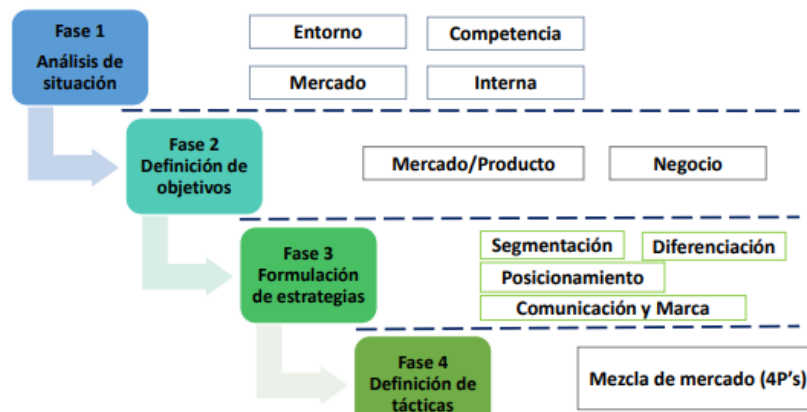 Fase 1
Análisis de
situación
Entorno
Competencia
Mercado
Interna
Fase 2
Definición de
objetivos
Mercado/Producto
Negocio
Fase 3
Formulación
de estrategias
Segmentación
Diferenciación
Posicionamiento
Comunicación y Marca
Fase 4
Definición de
tácticas
Mezcla de mercado (4P's)